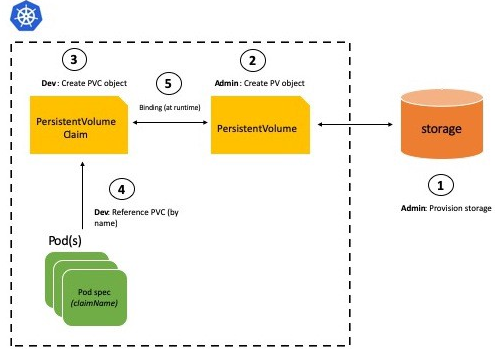 3
Dev: Create PVC object
5
Binding (at runtime)
2
Admin: Create PV object
PersistentVolume
Claim
PersistentVolume
storage
1
Admin: Provision storage
4
Dev: Reference PVC (by
name)
Pod(s)
Pod spec
(claimName)